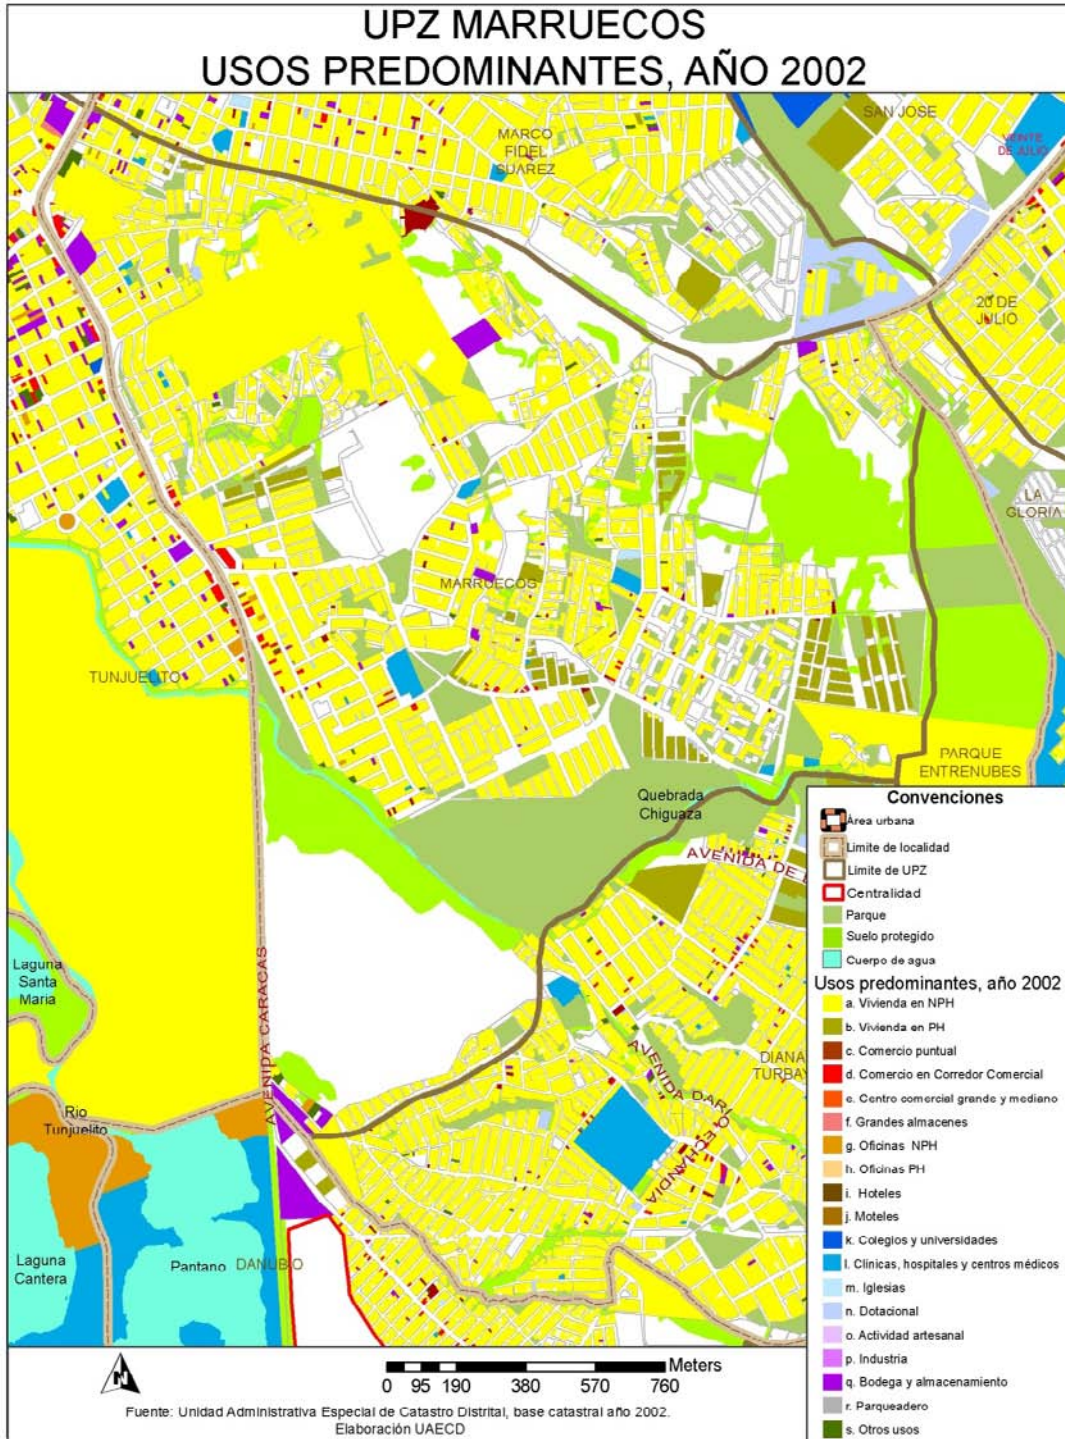 UPZ MARRUECOS
USOS PREDOMINANTES, AÑO 2002
MARCO
FIDEL
SUAREZ
SAN JOSE
VEINTE
DE JULIO
20 DE
JULIO
LA
GLORIA
MARRUECOS
TUNJUELITO
PARQUE
ENTRENUBES
Quebrada
Chiguaza
AVENIDA DE
AVENIDA CARACAS
Laguna
Santa
Maria
DIANA
TURBAY
AVENIDA DARI
O ECHANDIA
Rio
Tunjuelito
Laguna
Cantera
Pantano
DANUBIO
Convenciones
Área urbana
Limite de localidad
Limite de UPZ
Centralidad
Parque
Suelo protegido
Cuerpo de agua
Usos predominantes, año 2002
a. Vivienda en NPH
b. Vivienda en PH
c. Comercio puntual
d. Comercio en Corredor Comercial
e. Centro comercial grande y mediano
f. Grandes almacenes
g. Oficinas NPH
h. Oficinas PH
i. Hoteles
j. Moteles
k. Colegios y universidades
l. Clínicas, hospitales y centros médicos
m. Iglesias
n. Dotacional
o. Actividad artesanal
p. Industria
q. Bodega y almacenamiento
r. Parqueadero
s. Otros usos
N
Meters
0 95 190 380 570 760
Fuente: Unidad Administrativa Especial de Catastro Distrital, base catastral año 2002.
Elaboración UAECD